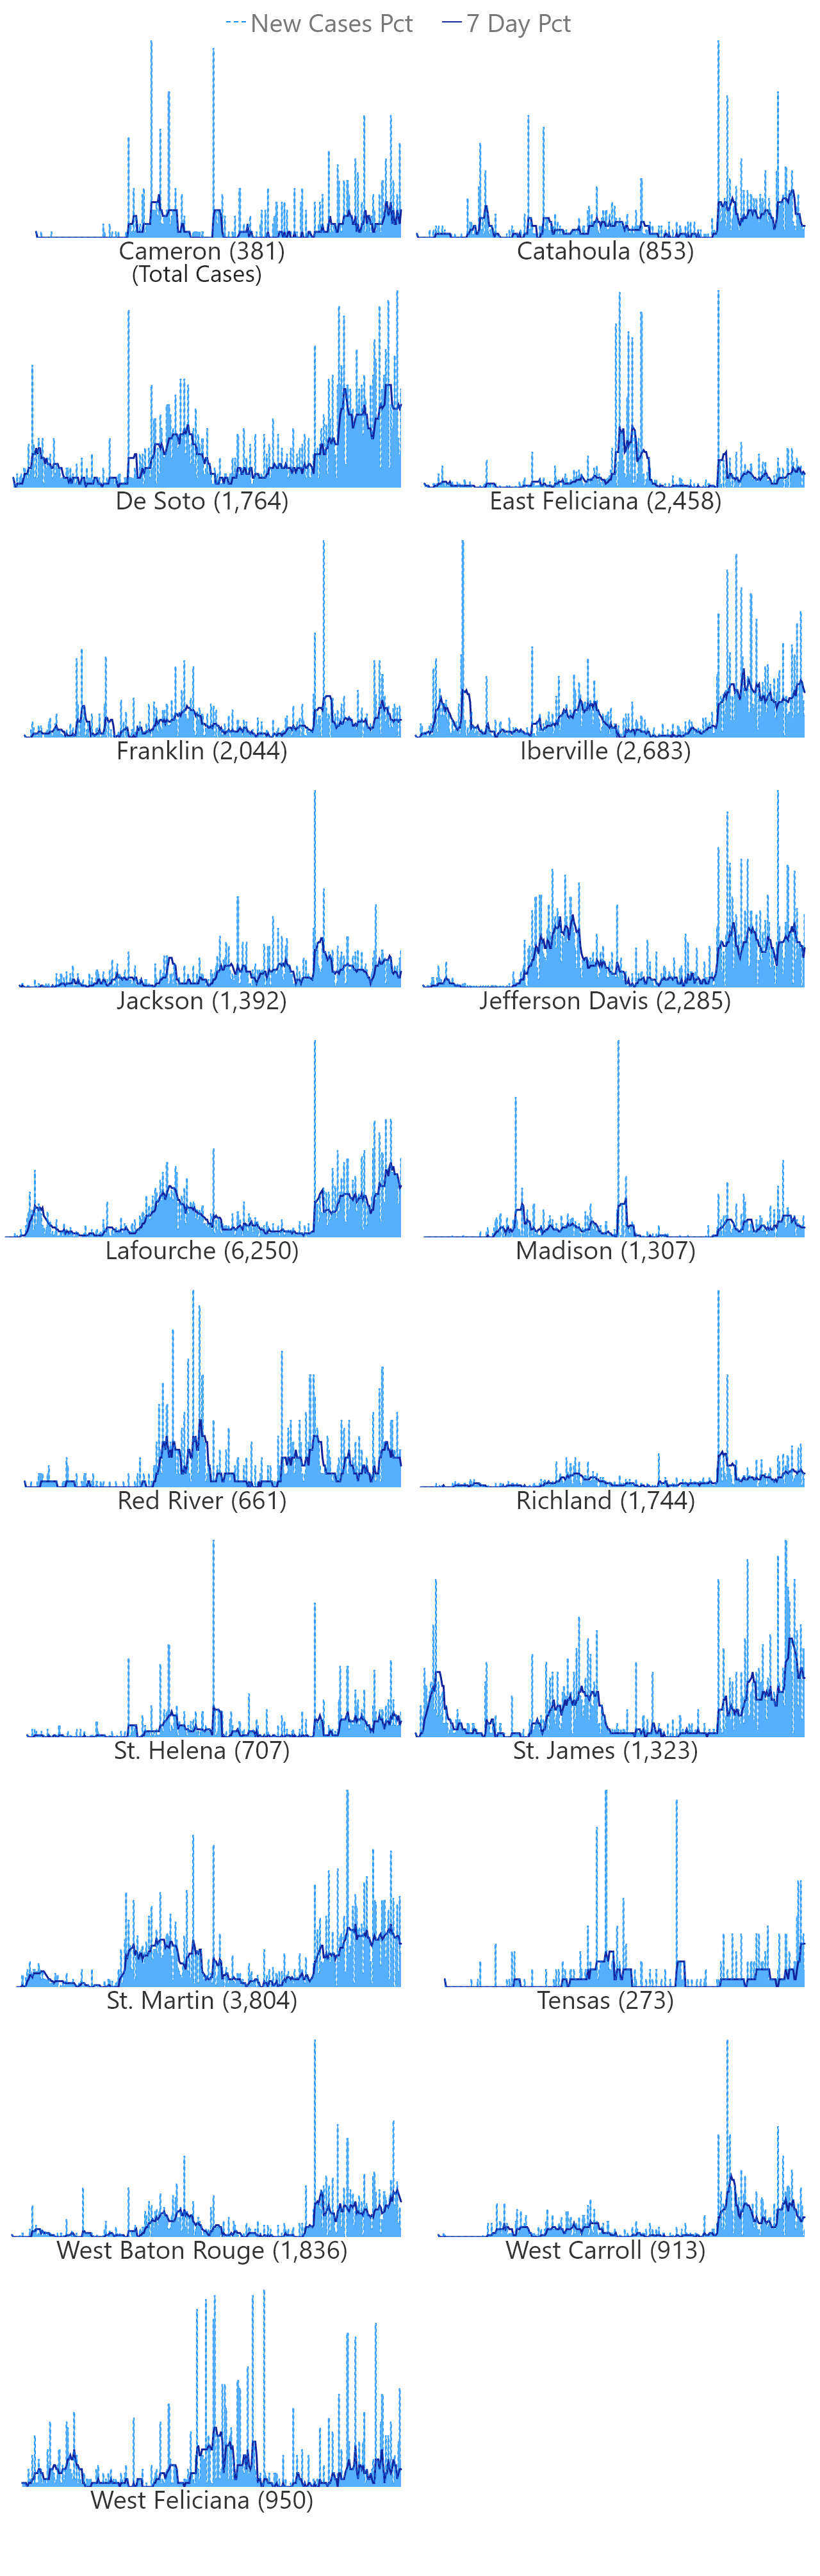 New Cases Pct 7 Day Pct
Cameron (381) Catahoula (853)
(Total Cases)
De Soto (1,764) East Feliciana (2,458)
Franklin (2,044) Iberville (2,683)
Jackson (1,392) Jefferson Davis (2,285)
Lafourche (6,250) Madison (1,307)
Red River (661) Richland (1,744)
St. Helena (707) St. James (1,323)
St. Martin (3,804) Tensas (273)
West Baton Rouge (1,836) West Carroll (913)
West Feliciana (950)